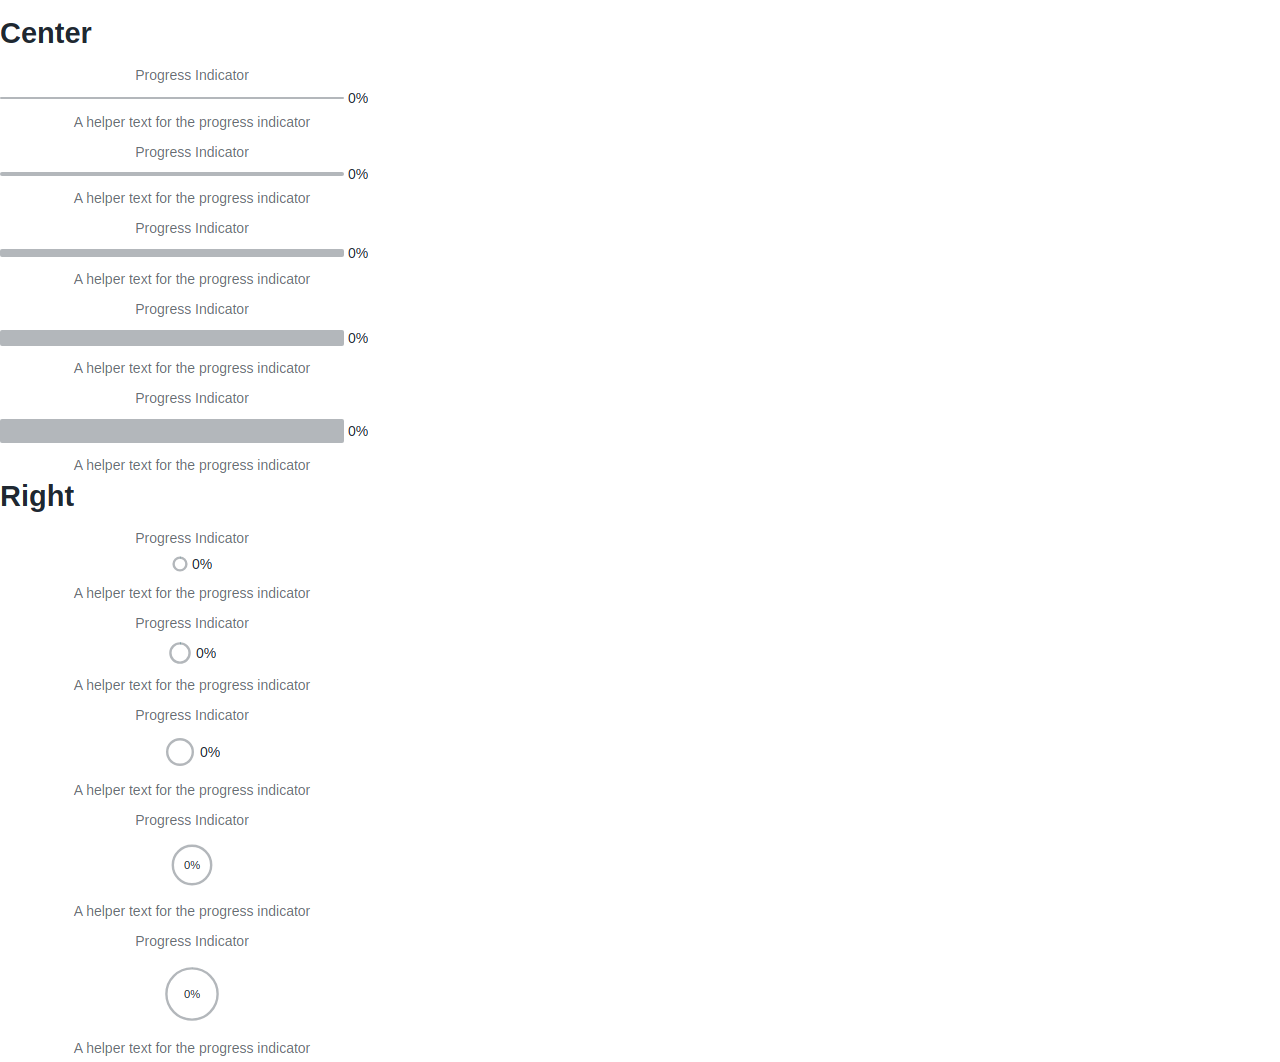 Center
Progress Indicator
0%
A helper text for the progress indicator
Progress Indicator
0%
A helper text for the progress indicator
Progress Indicator
0%
A helper text for the progress indicator
Progress Indicator
0%
A helper text for the progress indicator
Progress Indicator
0%
A helper text for the progress indicator
Right
Progress Indicator
0%
A helper text for the progress indicator
Progress Indicator
0%
A helper text for the progress indicator
Progress Indicator
0%
A helper text for the progress indicator
Progress Indicator
0%
A helper text for the progress indicator
Progress Indicator
0%
A helper text for the progress indicator